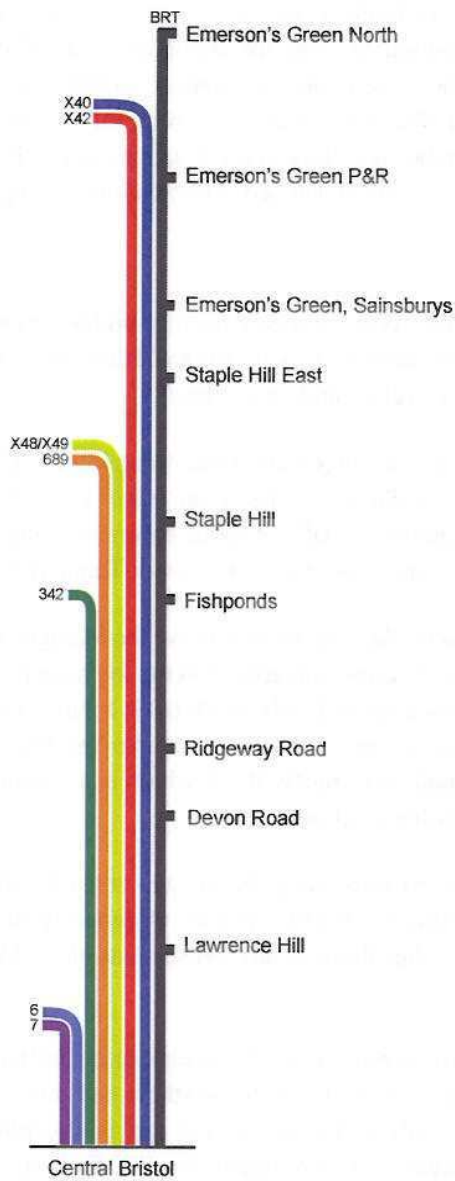 BRT
Emerson's Green North
X40
X42
Emerson's Green P&R
Emerson's Green, Sainsburys
Staple Hill East
X48/X49
689
Staple Hill
342
Fishponds
Ridgeway Road
Devon Road
Lawrence Hill
6
7
Central Bristol